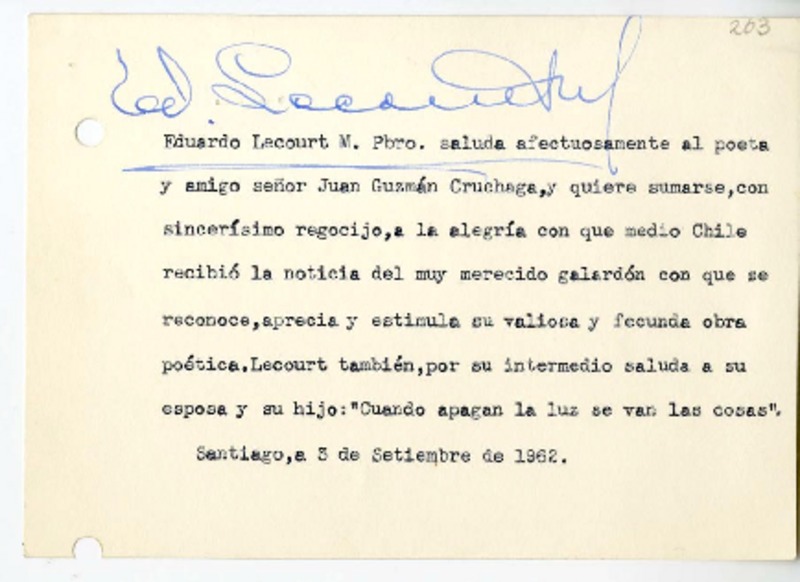 203
Ed. Lecourt M.
Eduardo Lecourt M. Pbro. saluda afectuosamente al poeta
y amigo señor Juan Guzmán Cruchaga,y quiere sumarse,con
sincerísimo regocijo,a la alegría con que medio Chile
recibió la noticia del muy merecido galardón con que se
reconoce,aprecia y estimula su valiosa y fecunda obra
poética.Lecourt también,por su intermedio saluda a su
esposa y su hijo:"Cuando apagan la luz se van las cosas".
Santiago,a 3 de Setiembre de 1962.